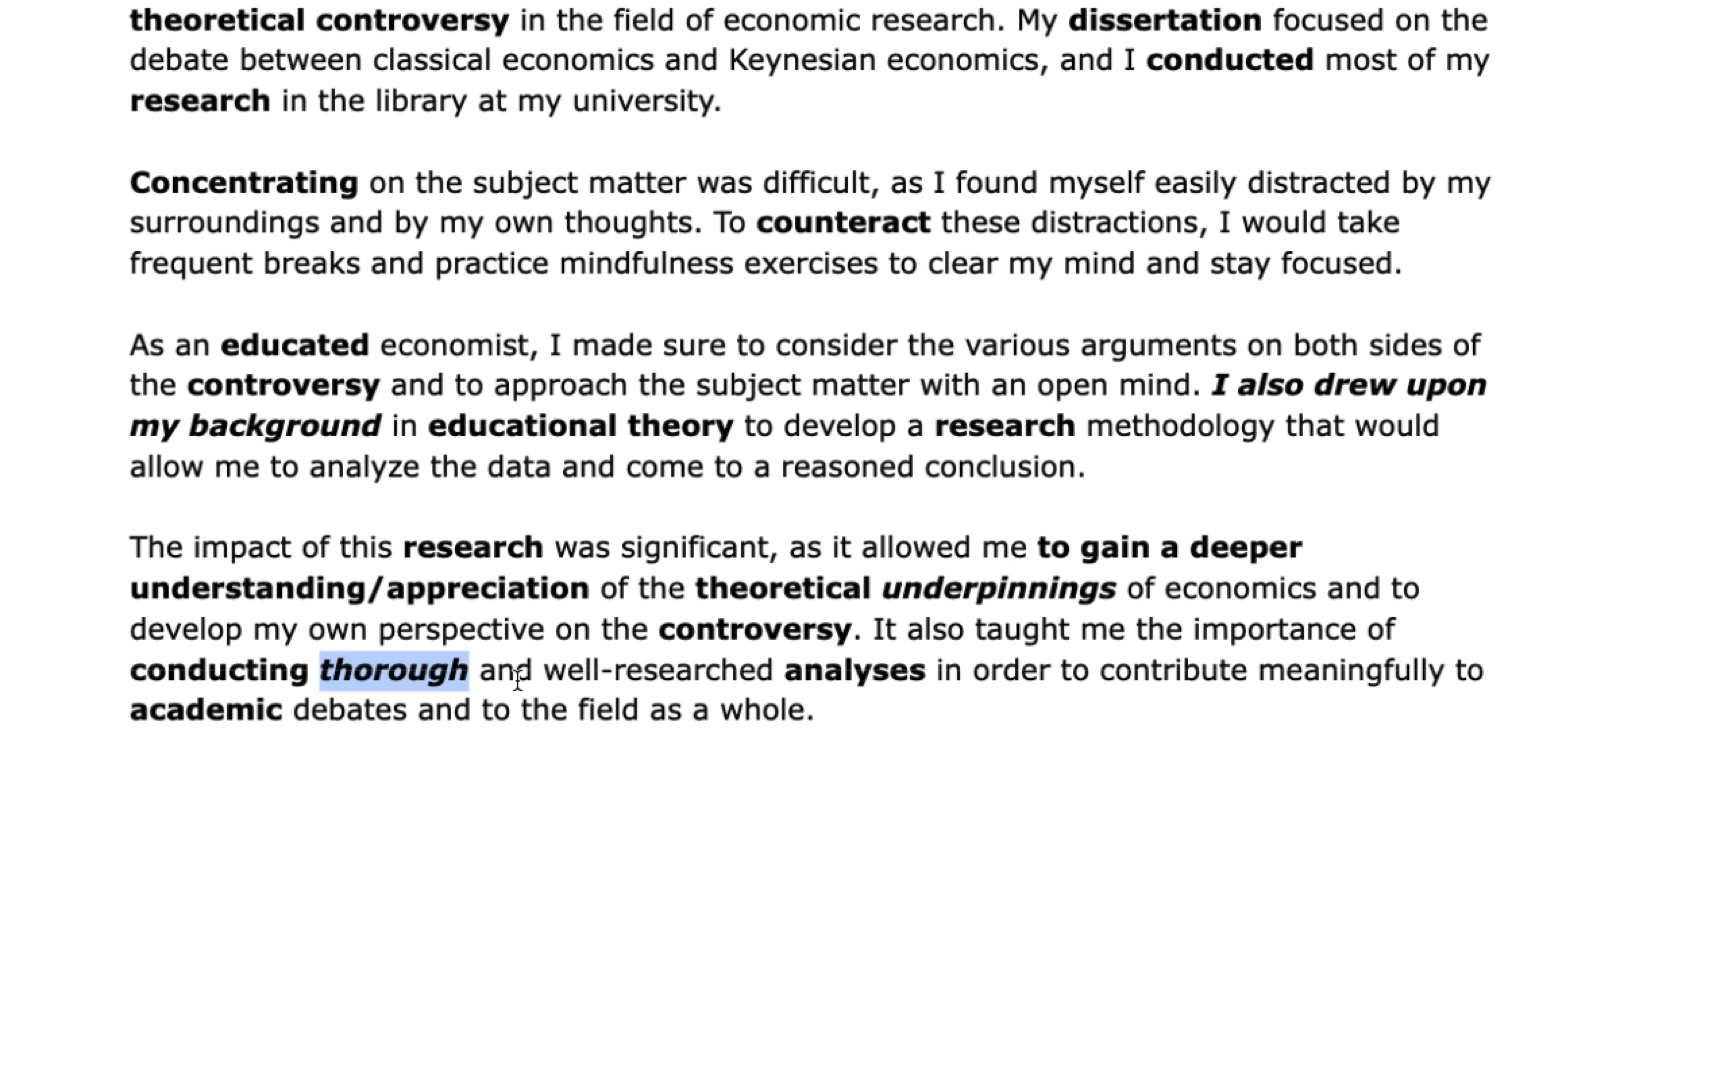 theoretical controversy in the field of economic research. My dissertation focused on the
debate between classical economics and Keynesian economics, and I conducted most of my
research in the library at my university.
Concentrating on the subject matter was difficult, as I found myself easily distracted by my
surroundings and by my own thoughts. To counteract these distractions, I would take
frequent breaks and practice mindfulness exercises to clear my mind and stay focused.
As an educated economist, I made sure to consider the various arguments on both sides of
the controversy and to approach the subject matter with an open mind. I also drew upon
my background in educational theory to develop a research methodology that would
allow me to analyze the data and come to a reasoned conclusion.
The impact of this research was significant, as it allowed me to gain a deeper
understanding/appreciation of the theoretical underpinnings of economics and to
develop my own perspective on the controversy. It also taught me the importance of
conducting thorough and well-researched analyses in order to contribute meaningfully to
academic debates and to the field as a whole.